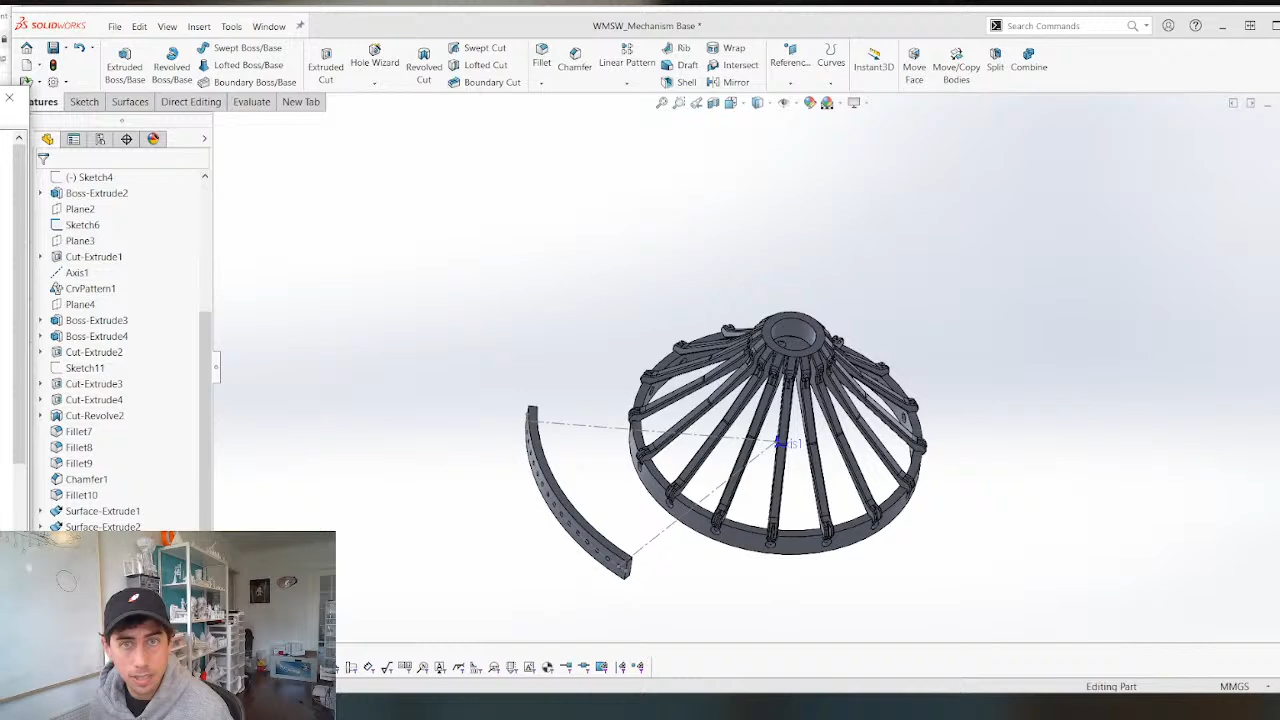 SOLIDWORKS File Edit View Insert Tools Window WMSW_Mechanism Base * Search Commands
Extruded Boss/Base
Revolved Boss/Base
Swept Boss/Base
Lofted Boss/Base
Boundary Boss/Base
Extruded Cut
Hole Wizard
Revolved Cut
Swept Cut
Lofted Cut
Boundary Cut
Fillet
Chamfer
Linear Pattern
Rib
Draft
Shell
Wrap
Intersect
Mirror
Referenc...
Curves
Instant3D
Move Face
Move/Copy Bodies
Split
Combine
atures Sketch Surfaces Direct Editing Evaluate New Tab
(-) Sketch4
Boss-Extrude2
Plane2
Sketch6
Plane3
Cut-Extrude1
Axis1
CrvPattern1
Plane4
Boss-Extrude3
Boss-Extrude4
Cut-Extrude2
Sketch11
Cut-Extrude3
Cut-Extrude4
Cut-Revolve2
Fillet7
Fillet8
Fillet9
Chamfer1
Fillet10
Surface-Extrude1
Surface-Extrude2
Axis1
Editing Part MMGS